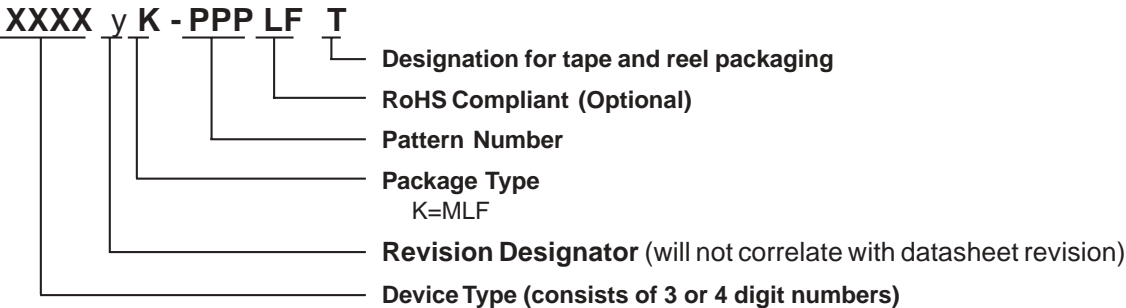 XXXX y K - PPP LF T
Designation for tape and reel packaging
RoHS Compliant (Optional)
Pattern Number
Package Type
K=MLF
Revision Designator (will not correlate with datasheet revision)
Device Type (consists of 3 or 4 digit numbers)